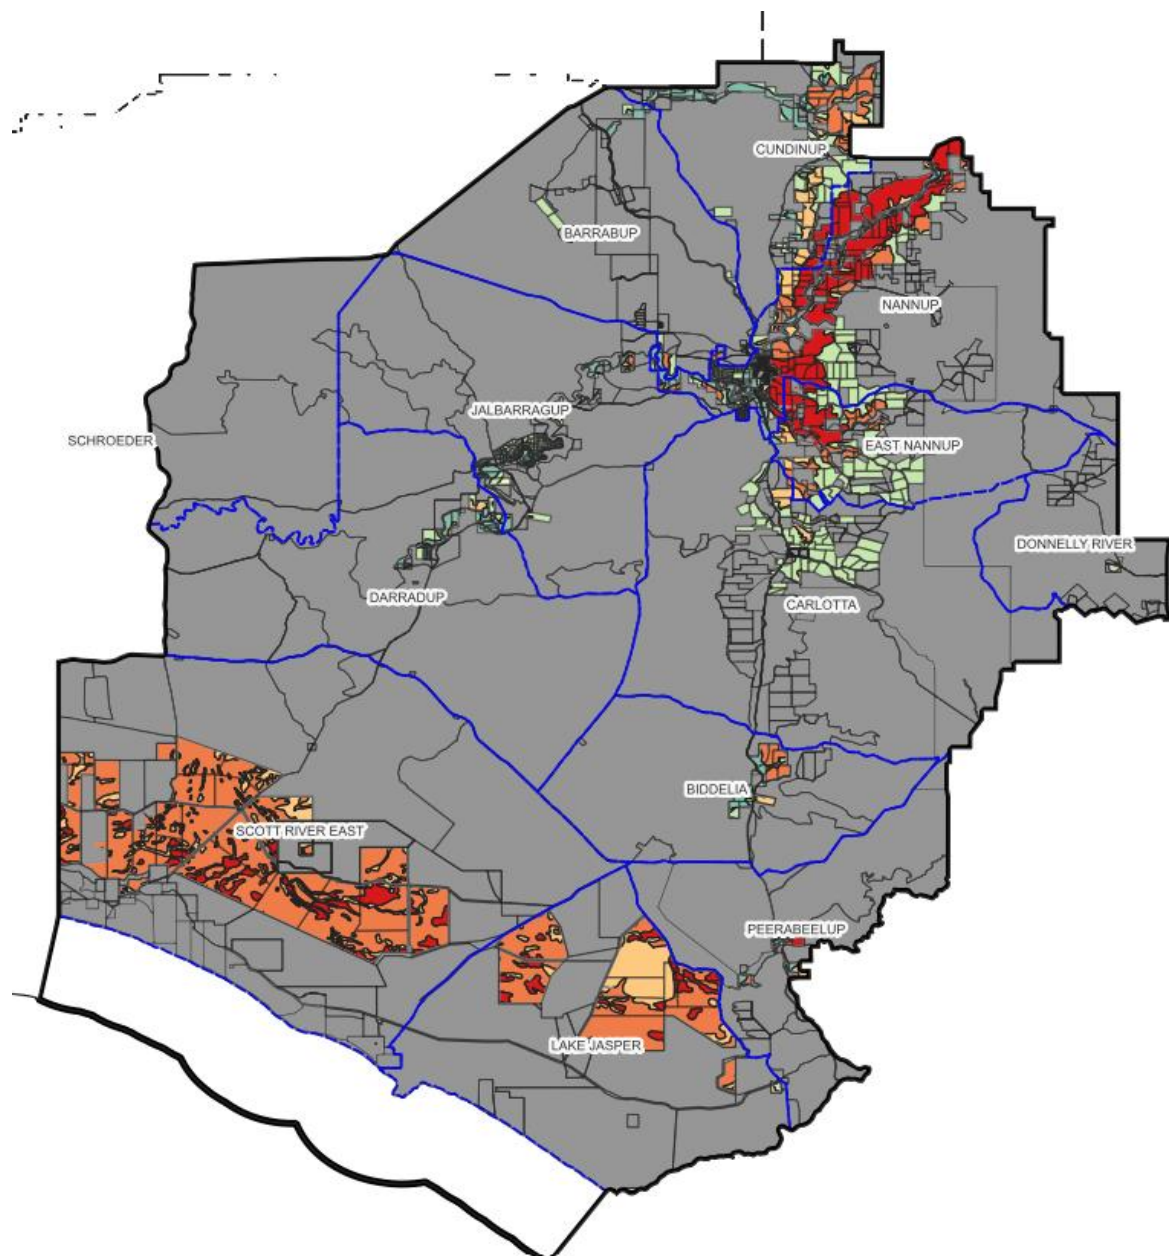 CUNDINUP
BARRABUP
NANNUP
JALBARRAGUP
SCHROEDER
EAST NANNUP
DONNELLY RIVER
DARRADUP
CARLOTTA
BIDDELIA
SCOTT RIVER EAST
PEERABEELUP
LAKE JASPER